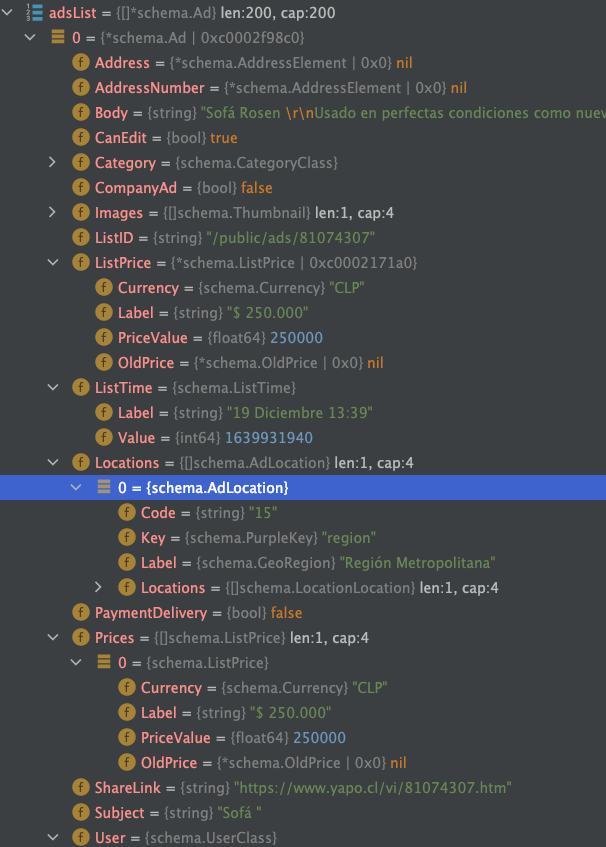 adsList = {[]*schema.Ad} len:200, cap:200
0 = {*schema.Ad | 0xc0002f98c0}
f Address = {*schema.AddressElement | 0x0} nil
f AddressNumber = {*schema.AddressElement | 0x0} nil
f Body = {string} "Sofá Rosen \r\nUsado en perfectas condiciones como nuev
f CanEdit = {bool} true
f Category = {schema.CategoryClass}
f CompanyAd = {bool} false
f Images = {[]schema.Thumbnail} len:1, cap:4
f ListID = {string} "/public/ads/81074307"
f ListPrice = {*schema.ListPrice | 0xc0002171a0}
f Currency = {schema.Currency} "CLP"
f Label = {string} "$ 250.000"
f PriceValue = {float64} 250000
f OldPrice = {*schema.OldPrice | 0x0} nil
f ListTime = {schema.ListTime}
f Label = {string} "19 Diciembre 13:39"
f Value = {int64} 1639931940
f Locations = {[]schema.AdLocation} len:1, cap:4
0 = {schema.AdLocation}
f Code = {string} "15"
f Key = {schema.PurpleKey} "region"
f Label = {schema.GeoRegion} "Región Metropolitana"
f Locations = {[]schema.LocationLocation} len:1, cap:4
f PaymentDelivery = {bool} false
f Prices = {[]schema.ListPrice} len:1, cap:4
0 = {schema.ListPrice}
f Currency = {schema.Currency} "CLP"
f Label = {string} "$ 250.000"
f PriceValue = {float64} 250000
f OldPrice = {*schema.OldPrice | 0x0} nil
f ShareLink = {string} "https://www.yapo.cl/vi/81074307.htm"
f Subject = {string} "Sofá "
f User = {schema.UserClass}